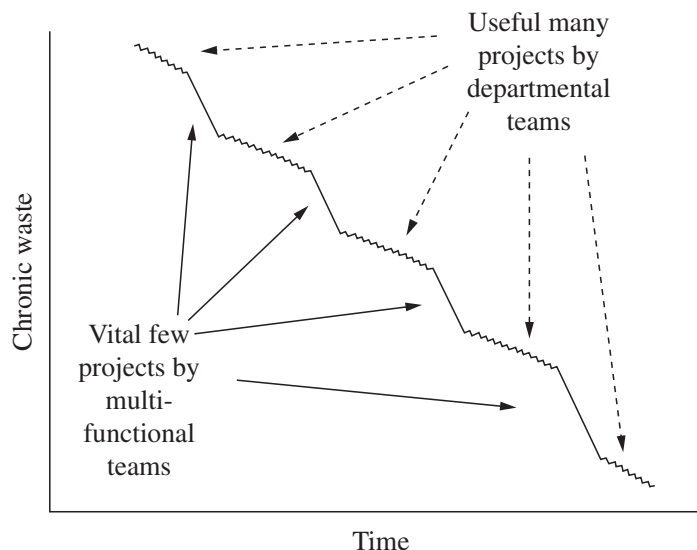 Useful many
projects by
departmental
teams
Chronic waste
Vital few
projects by
multi-
functional
teams
Time